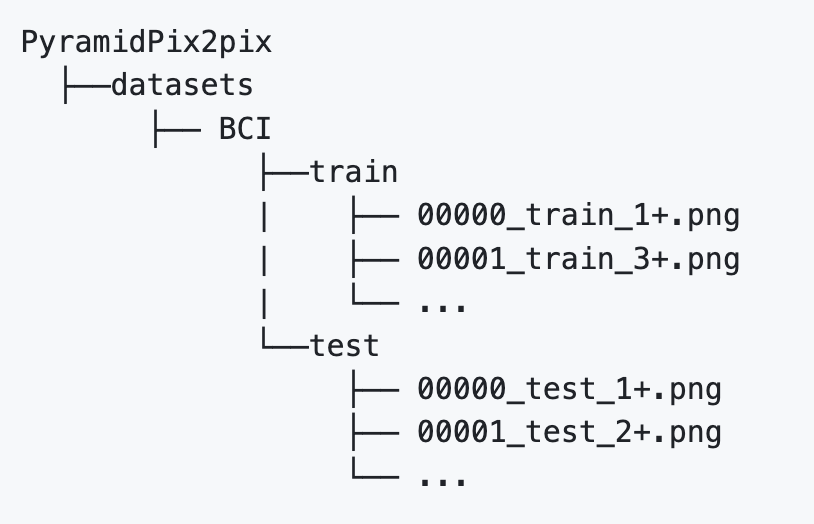 PyramidPix2pix
  ├──datasets
       ├── BCI
             ├──train
             |    ├── 00000_train_1+.png
             |    ├── 00001_train_3+.png
             |    └── ...
             └──test
                  ├── 00000_test_1+.png
                  ├── 00001_test_2+.png
                  └── ...